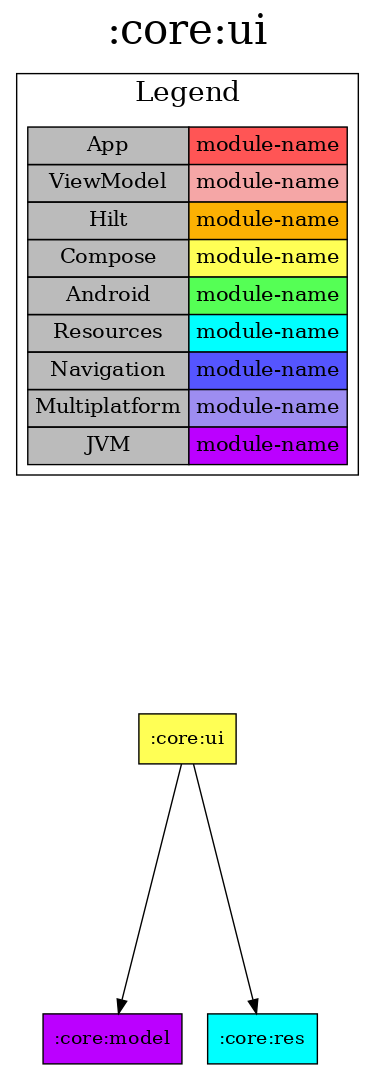 :core:ui
Legend
App module-name
ViewModel module-name
Hilt module-name
Compose module-name
Android module-name
Resources module-name
Navigation module-name
Multiplatform module-name
JVM module-name
:core:ui
:core:model :core:res